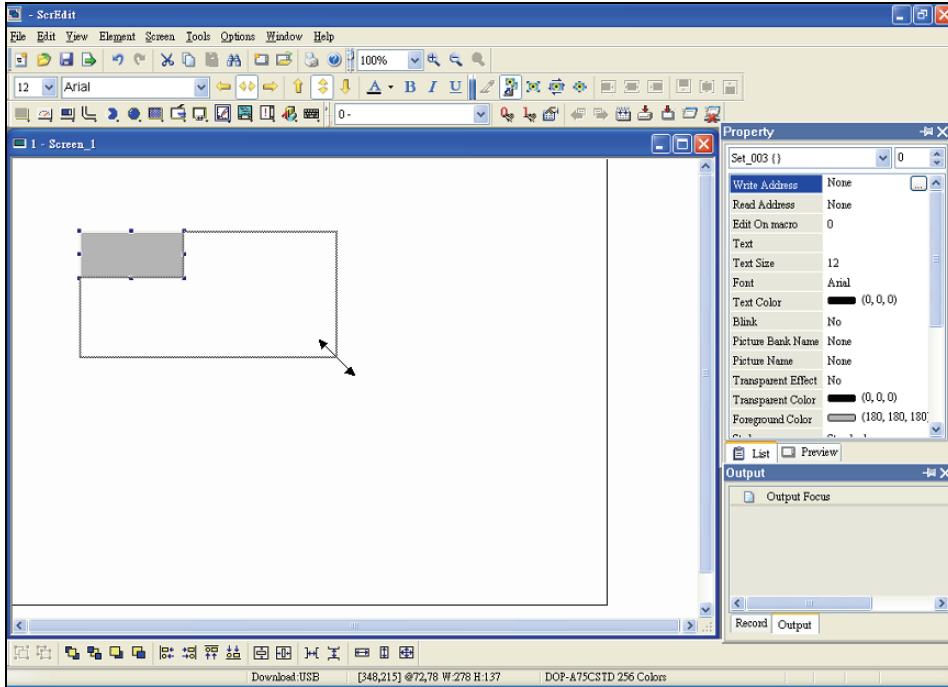 - ScrEdit
File Edit View Element Screen Tools Options Window Help
100%
12 Arial A B I U
0 -
1 - Screen_1
Property
Set_003 {} 0
Write Address None ...
Read Address None
Edit On macro 0
Text
Text Size 12
Font Arial
Text Color (0, 0, 0)
Blink No
Picture Bank Name None
Picture Name None
Transparent Effect No
Transparent Color (0, 0, 0)
Foreground Color (180, 180, 180)
List Preview
Output
Output Focus
Record Output
Download:USB [348,215] @72,78 W:278 H:137 DOP-A75CSTD 256 Colors